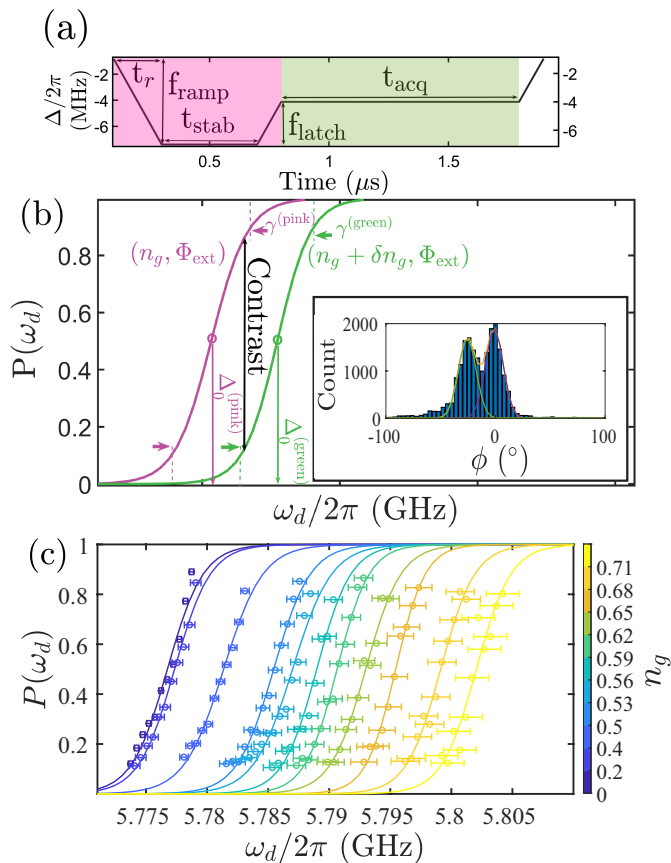 (a)
Δ/2π
(MHz)
-2
-4
-6
t_r
f_ramp
t_stab
t_acq
f_latch
-2
-4
-6
0.5
1
1.5
Time (μs)
(b)
P(ω_d)
0.8
0.6
0.4
0.2
0
γ^(pink)
γ^(green)
(n_g, Φ_ext)
(n_g + δn_g, Φ_ext)
Contrast
Δ_0^(pink)
Δ_0^(green)
Count
2000
1000
0
-100
0
100
ϕ (°)
ω_d/2π (GHz)
(c)
P(ω_d)
1
0.8
0.6
0.4
0.2
5.775
5.78
5.785
5.79
5.795
5.8
5.805
ω_d/2π (GHz)
0.71
0.68
0.65
0.62
0.59
0.56
0.53
0.5
0.4
0.2
0
n_g